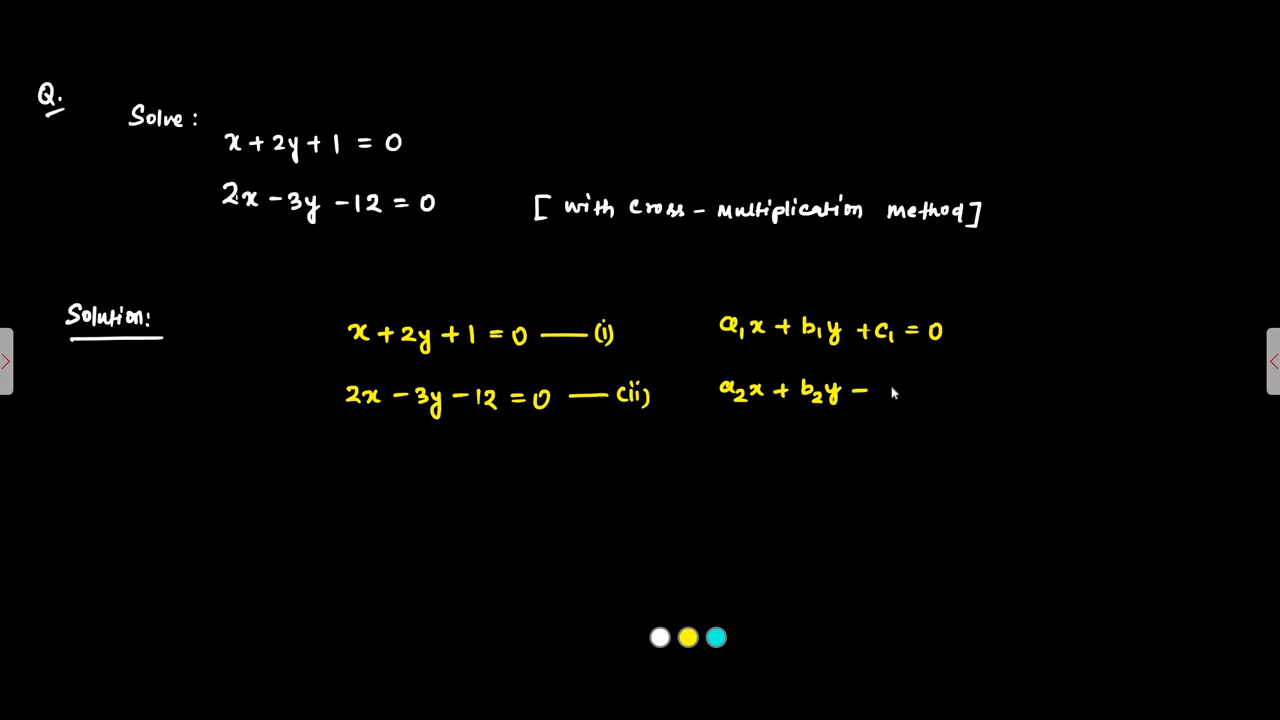 Q.
Solve:
x + 2y + 1 = 0
2x - 3y - 12 = 0 [with cross - multiplication method]
Solution:
x + 2y + 1 = 0 —— (i) a₁x + b₁y + c₁ = 0
2x - 3y - 12 = 0 —— (ii) a₂x + b₂y -